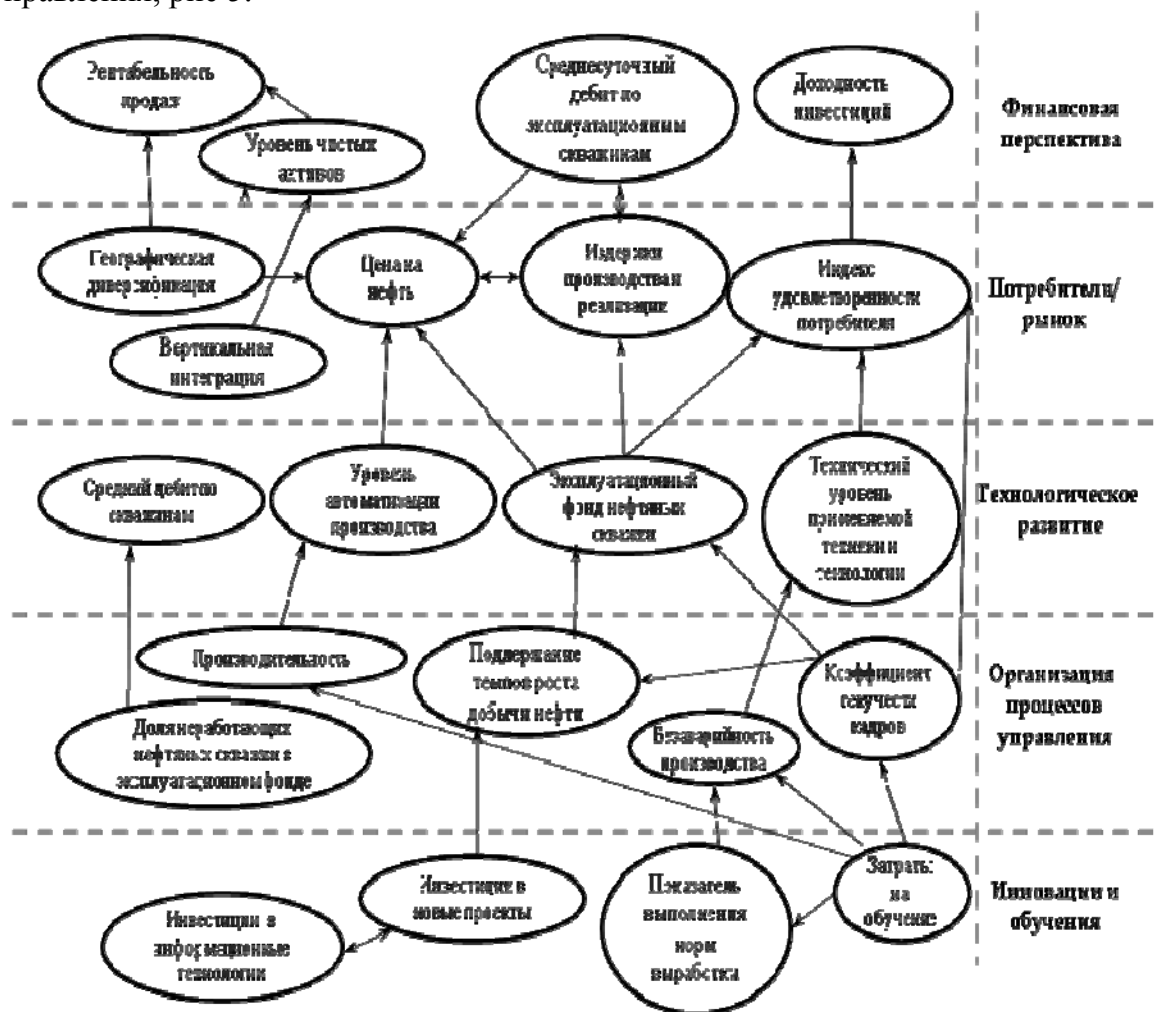 Рентабельность
продаж
Среднесуточный
дебит по
эксплуатационным
скважинам
Доходность
инвестиций
Финансовая
перспектива
Уровень чистых
активов
Географическая
диверсификация
Цена на
нефть
Издержки
производства и
реализации
Индекс
удовлетворенности
потребителя
Потребители/
рынок
Вертикальная
интеграция
Средний дебит по
скважинам
Уровень
автоматизации
производства
Эксплуатационный
фонд нефтяных
скважин
Технический
уровень
применяемой
техники и
технологии
Технологическое
развитие
Производительность
Поддержание
темпов роста
добычи нефти
Коэффициент
текучести
кадров
Организация
процессов
управления
Доля неработающих
нефтяных скважин в
эксплуатационном фонде
Безаварийность
производства
Инвестиции в
новые проекты
Инвестиции в
информационные
технологии
Показатель
выполнения
норм
выработки
Затраты
на
обучение
Инновации и
обучения